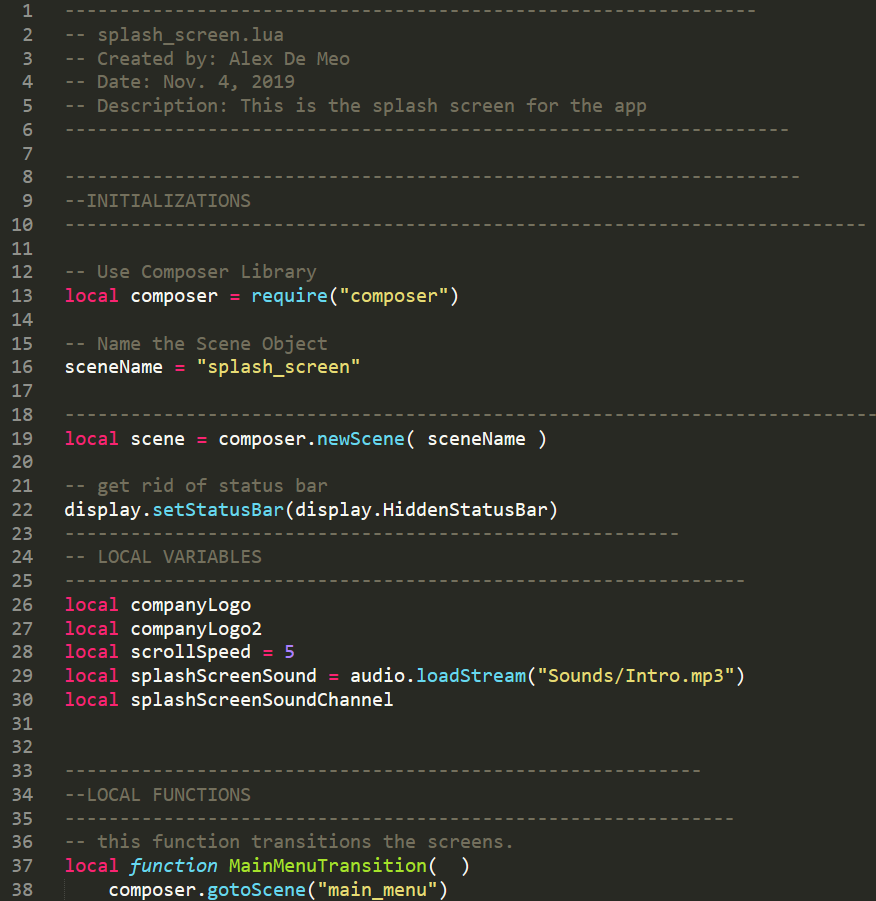 1 ---------------------------------------------------------------
2 -- splash_screen.lua
3 -- Created by: Alex De Meo
4 -- Date: Nov. 4, 2019
5 -- Description: This is the splash screen for the app
6 ------------------------------------------------------------------
7
8 -------------------------------------------------------------------
9 --INITIALIZATIONS
10 -------------------------------------------------------------------------
11
12 -- Use Composer Library
13 local composer = require("composer")
14
15 -- Name the Scene Object
16 sceneName = "splash_screen"
17
18 --------------------------------------------------------------------------
19 local scene = composer.newScene( sceneName )
20
21 -- get rid of status bar
22 display.setStatusBar(display.HiddenStatusBar)
23 --------------------------------------------------------
24 -- LOCAL VARIABLES
25 --------------------------------------------------------------
26 local companyLogo
27 local companyLogo2
28 local scrollSpeed = 5
29 local splashScreenSound = audio.loadStream("Sounds/Intro.mp3")
30 local splashScreenSoundChannel
31
32
33 ----------------------------------------------------------
34 --LOCAL FUNCTIONS
35 -------------------------------------------------------------
36 -- this function transitions the screens.
37 local function MainMenuTransition(  )
38     composer.gotoScene("main_menu")